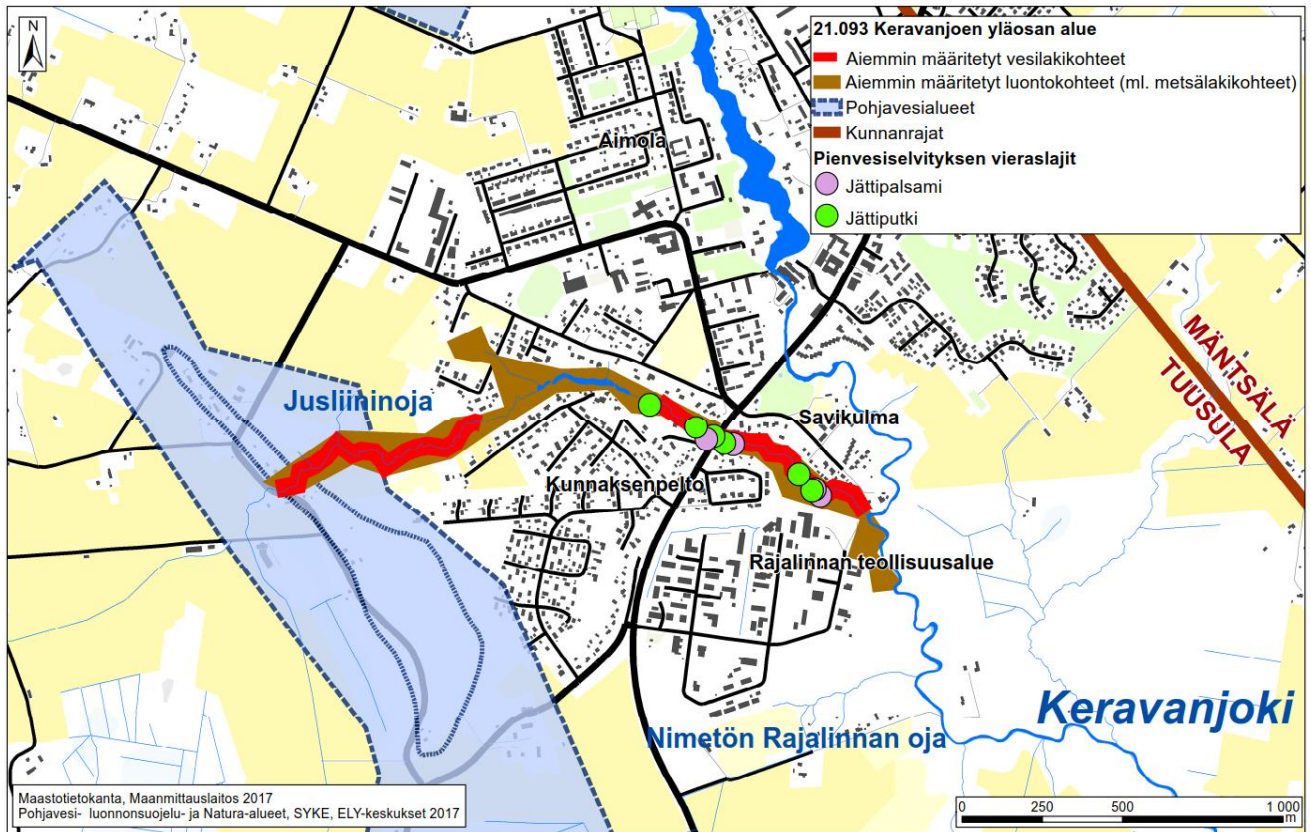 N
21.093 Keravanjoen yläosan alue
Aiemmin määritetyt vesilakikohteet
Aiemmin määritetyt luontokohteet (ml. metsälakikohteet)
Pohjavesialueet
Kunnanrajat
Pienvesiselvityksen vieraslajit
Jättipalsami
Jättiputki
Aimola
MÄNTSÄLÄ
TUUSULA
Jusliininoja
Savikulma
Kunnaksenpelto
Rajalinnan teollisuusalue
Keravanjoki
Nimetön Rajalinnan oja
Maastotietokanta, Maanmittauslaitos 2017
Pohjavesi- luonnonsuojelu- ja Natura-alueet, SYKE, ELY-keskukset 2017
0 250 500 1 000
m